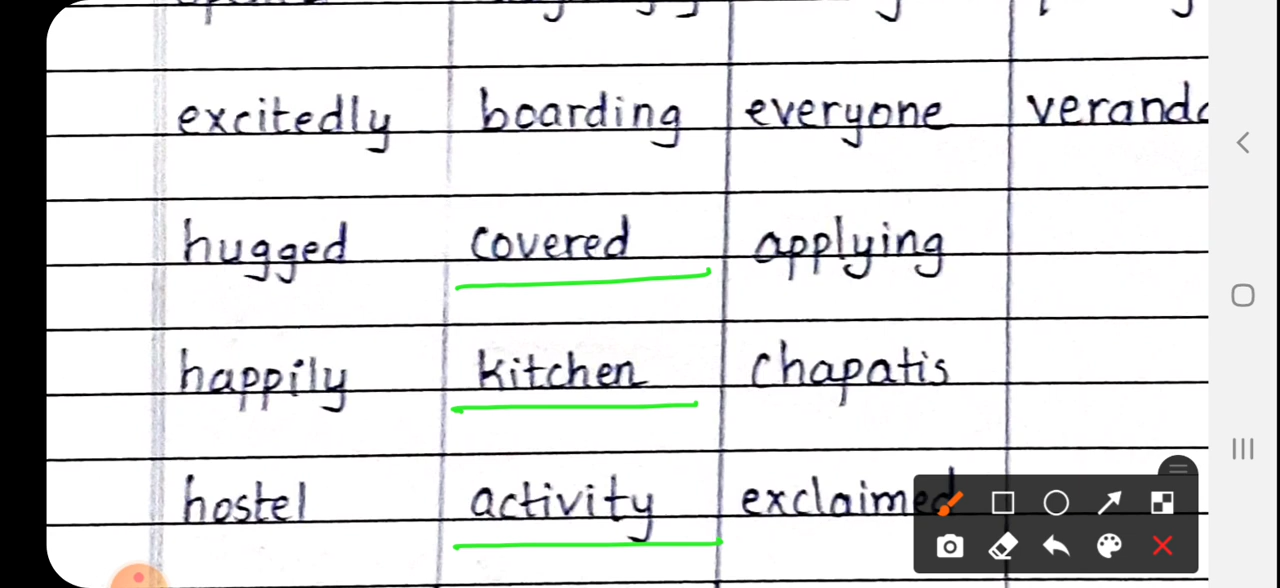 excitedly boarding everyone
hugged covered applying
happily kitchen chapatis
hostel activity exclaimed